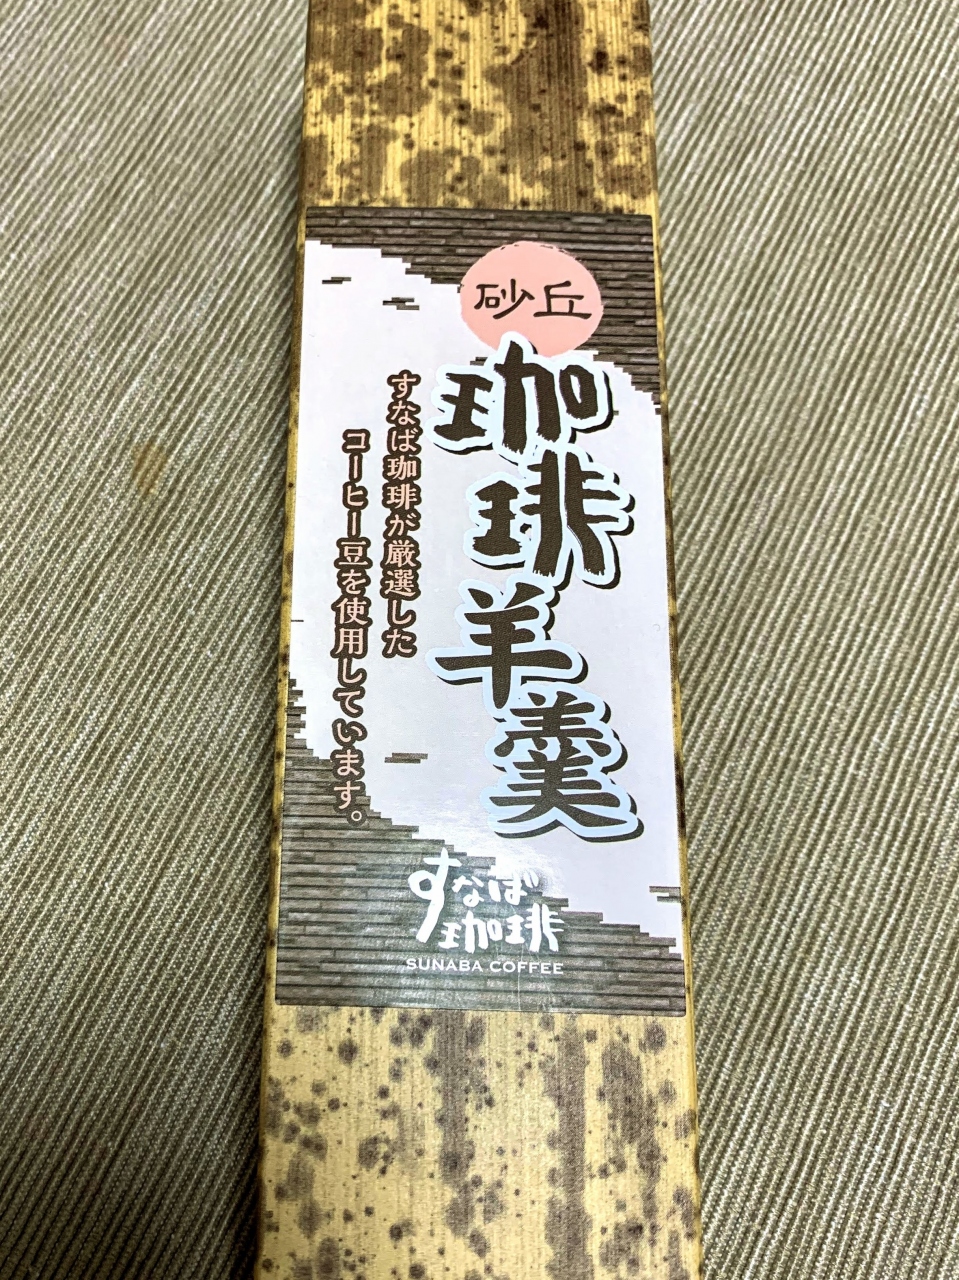 砂丘
珈琲羊羹
すなば珈琲が厳選した
コーヒー豆を使用しています。
すなば
珈琲
SUNABA COFFEE